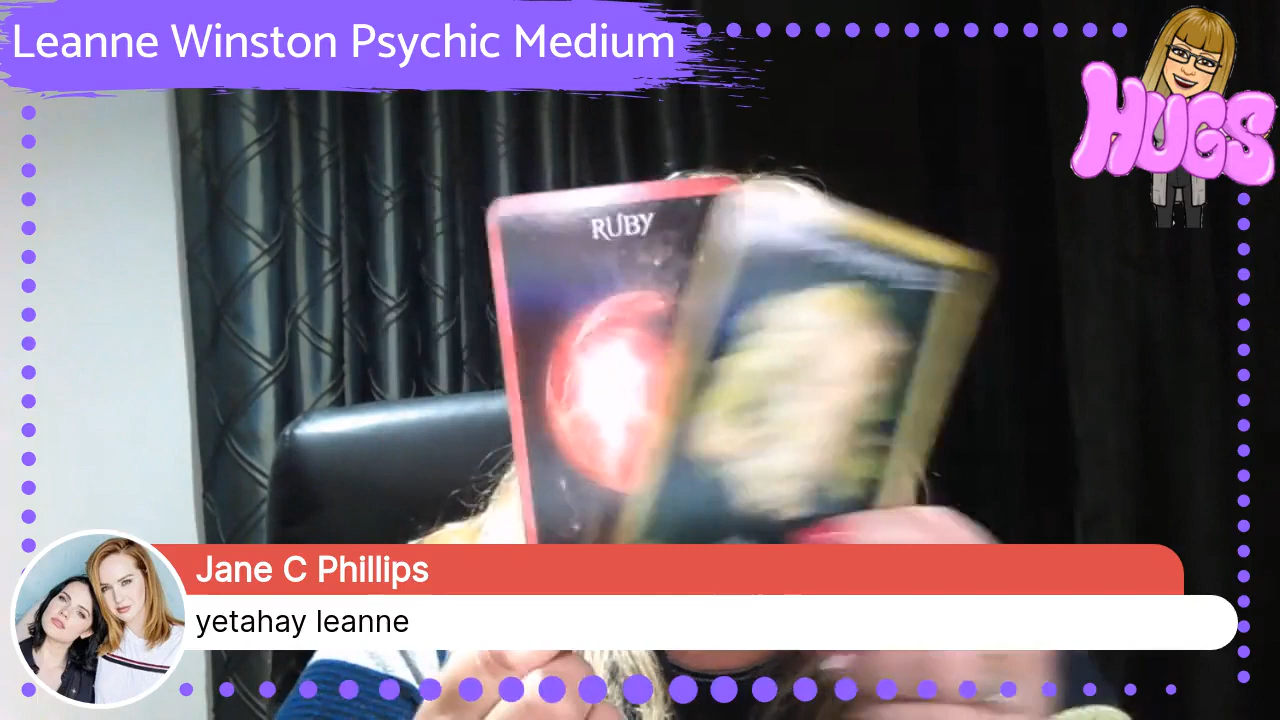 Leanne Winston Psychic Medium
HUGS
RUBY
Jane C Phillips
yetahay leanne